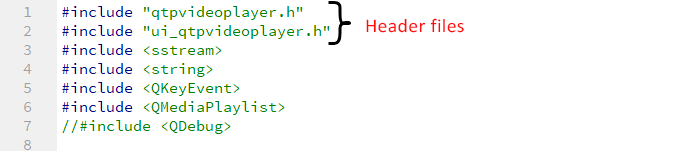 1 #include "qtpvideoplayer.h"
2 #include "ui_qtpvideoplayer.h"
Header files
3 #include <sstream>
4 #include <string>
5 #include <QKeyEvent>
6 #include <QMediaPlaylist>
7 //#include <QDebug>
8